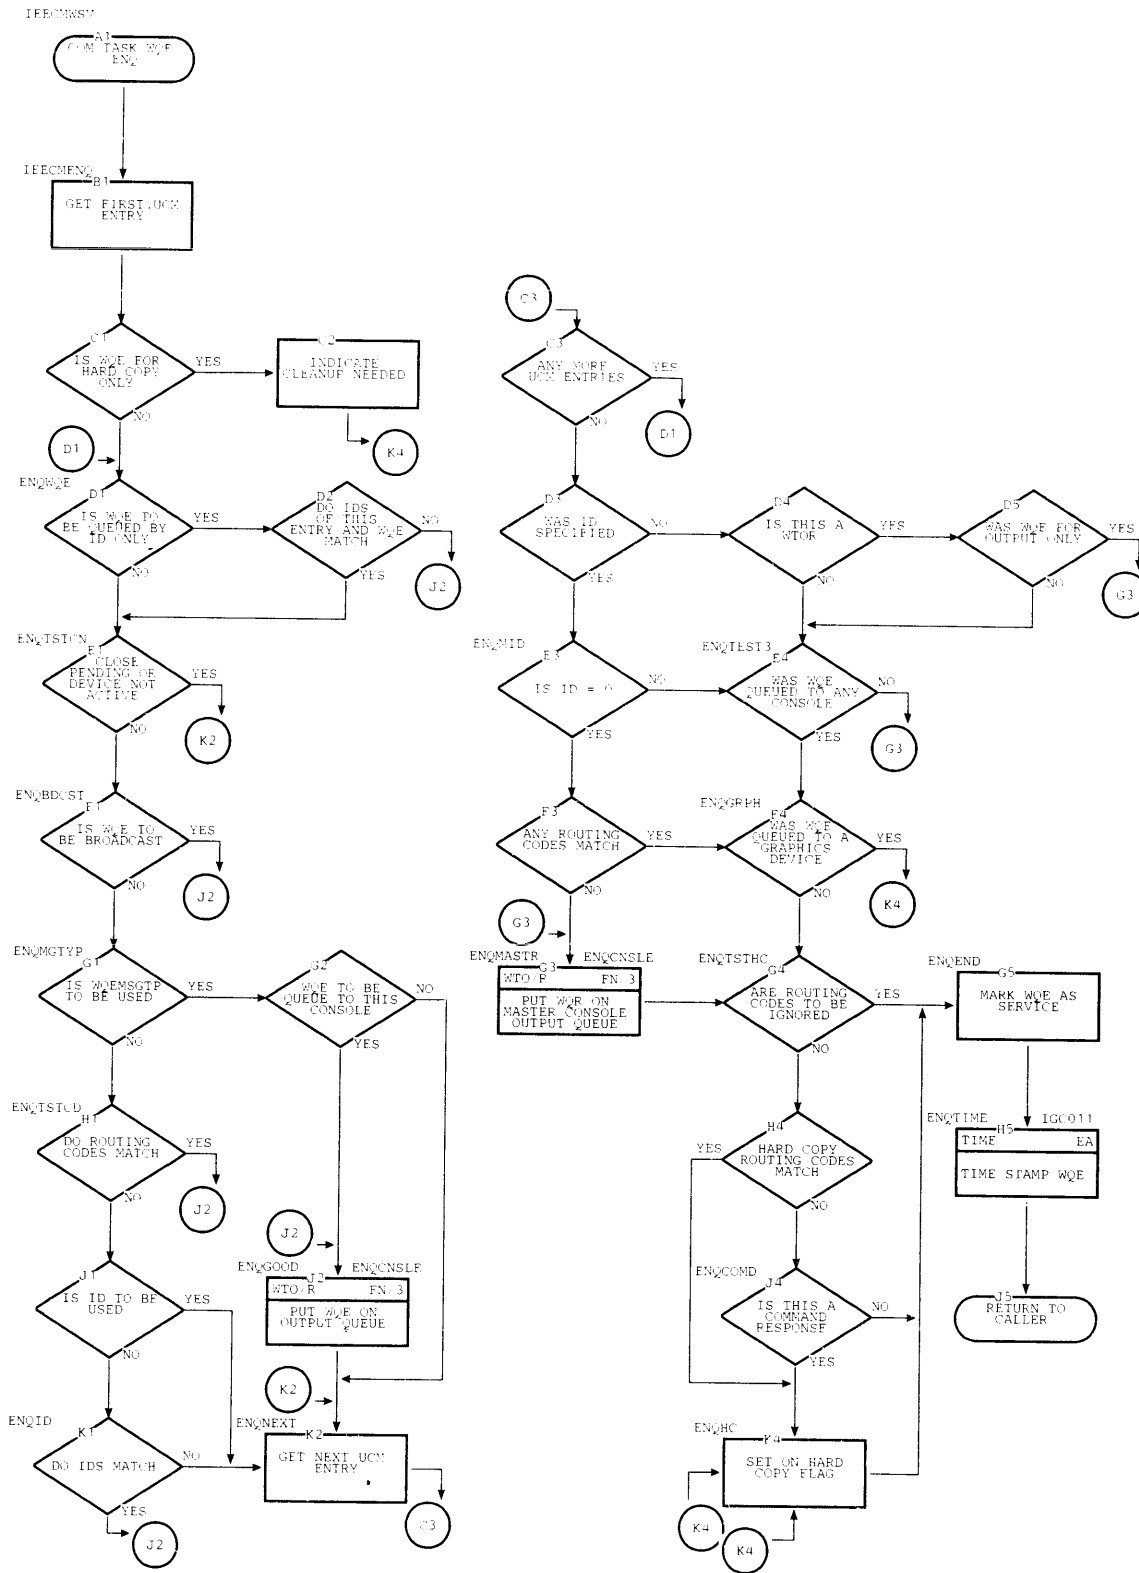 IEECMWSV
A1
COM TASK WQE
ENQ
IEECMENQ
B1
GET FIRST UCM
ENTRY
C1
IS WQE FOR
HARD COPY
ONLY
YES
NO
C2
INDICATE
CLEANUP NEEDED
K4
D1
ENQWQE
D1
IS WQE TO
BE QUEUED BY
ID ONLY
YES
NO
D2
DO IDS
OF THIS
ENTRY AND WQE
MATCH
NO
YES
J2
ENQTSTCN
E1
CLOSE
PENDING OR
DEVICE NOT
ACTIVE
YES
NO
K2
ENQBDCST
F1
IS WQE TO
BE BROADCAST
YES
NO
J2
ENQMGTYP
G1
IS WQEMSGTP
TO BE USED
YES
NO
G2
WQE TO BE
QUEUE TO THIS
CONSOLE
NO
YES
ENQTSTCD
H1
DO ROUTING
CODES MATCH
YES
NO
J2
J2
J1
IS ID TO BE
USED
YES
NO
ENQGOOD
J2
ENQCNSLE
WTO/R
FN/3
PUT WQE ON
OUTPUT QUEUE
K2
ENQID
K1
DO IDS MATCH
NO
YES
J2
ENQNEXT
K2
GET NEXT UCM
ENTRY
C3
C3
C3
ANY MORE
UCM ENTRIES
YES
NO
D1
D3
WAS ID
SPECIFIED
NO
YES
D4
IS THIS A
WTOR
YES
NO
D5
WAS WQE FOR
OUTPUT ONLY
YES
NO
G3
ENQMID
E3
IS ID = 0
NO
YES
ENQTEST3
E4
WAS WQE
QUEUED TO ANY
CONSOLE
NO
YES
G3
F3
ANY ROUTING
CODES MATCH
YES
NO
ENQGRPH
F4
WAS WQE
QUEUED TO A
GRAPHICS
DEVICE
YES
NO
K4
G3
ENQMASTR
G3
ENQCNSLE
WTO/R
FN/3
PUT WQR ON
MASTER CONSOLE
OUTPUT QUEUE
ENQTSTHC
G4
ARE ROUTING
CODES TO BE
IGNORED
YES
NO
ENQEND
G5
MARK WQE AS
SERVICE
H4
HARD COPY
ROUTING CODES
MATCH
YES
NO
ENQTIME
H5
IGC011
TIME
EA
TIME STAMP WQE
ENQCOMD
J4
IS THIS A
COMMAND
RESPONSE
NO
YES
J5
RETURN TO
CALLER
ENQHC
K4
SET ON HARD
COPY FLAG
K4
K4